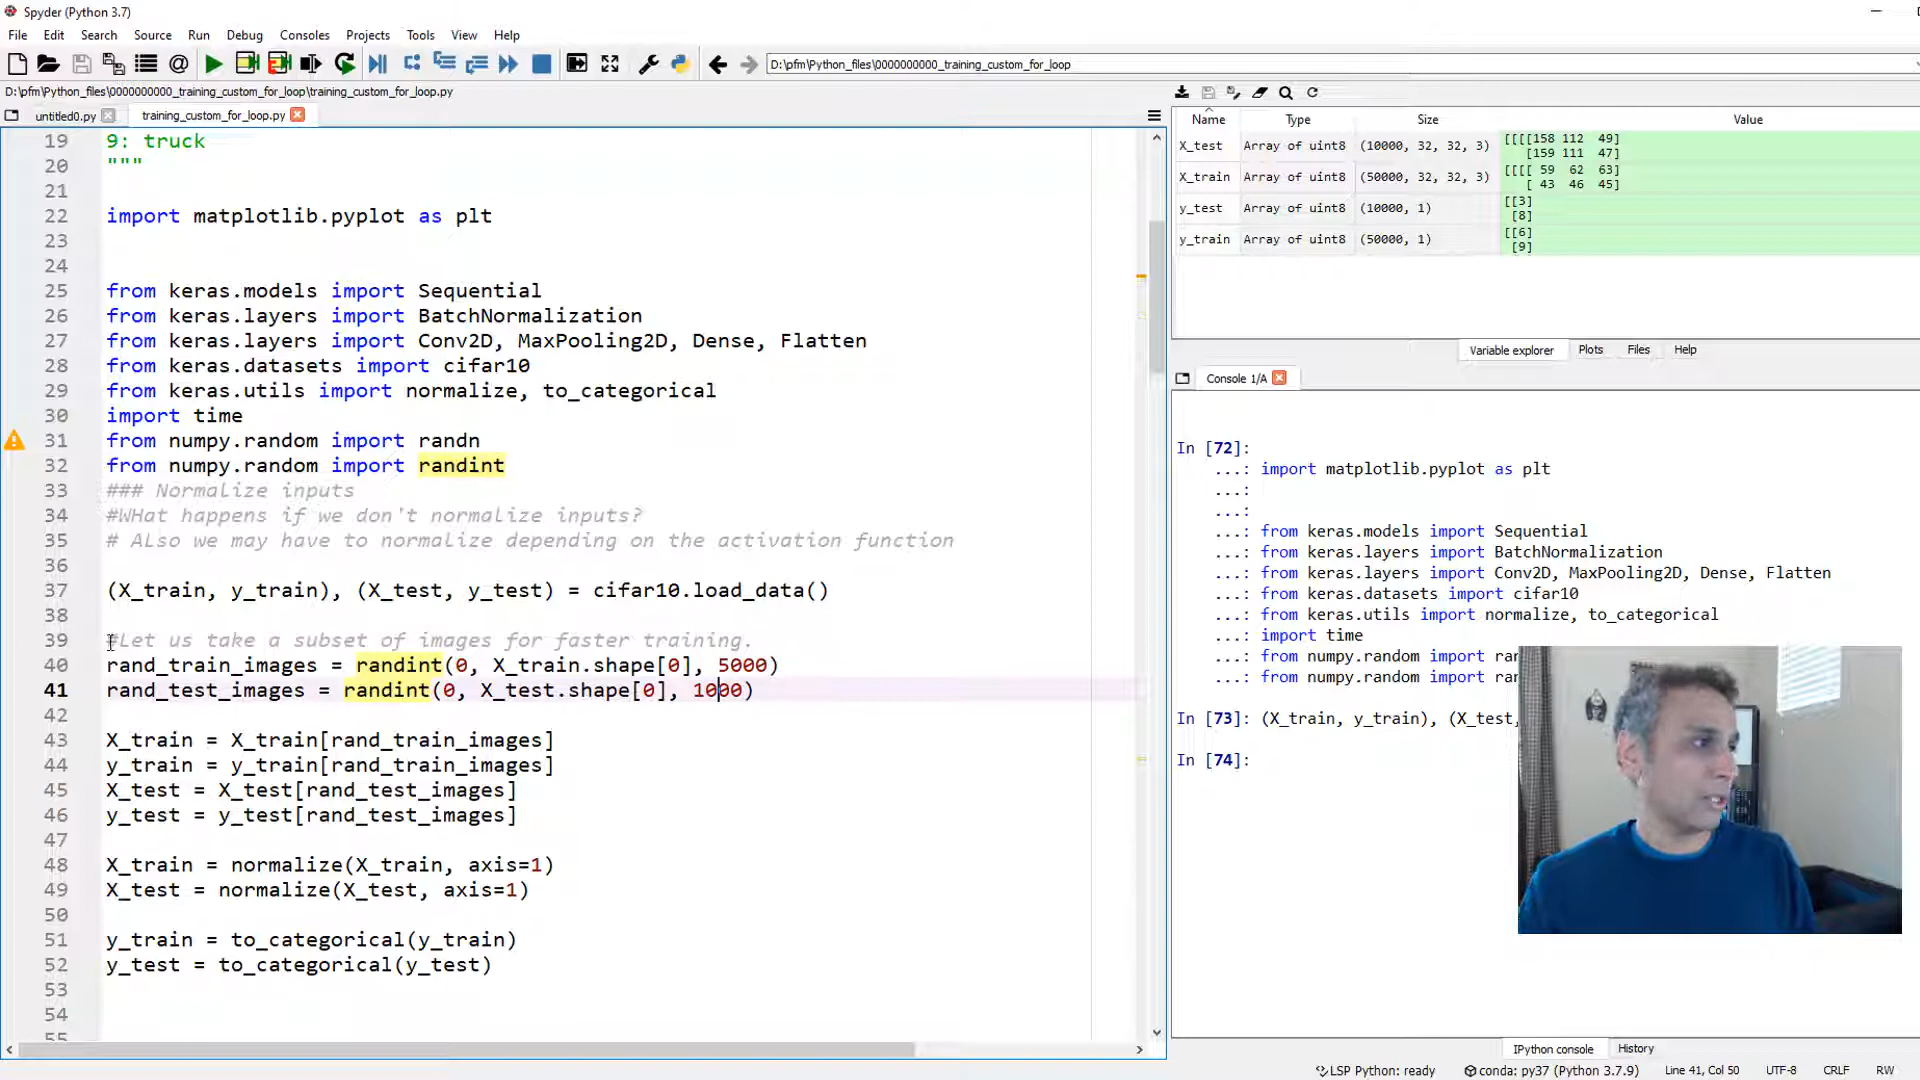 Spyder (Python 3.7)
File Edit Search Source Run Debug Consoles Projects Tools View Help
D:\pfm\Python_files\0000000000_training_custom_for_loop
D:\pfm\Python_files\0000000000_training_custom_for_loop\training_custom_for_loop.py
untitled0.py training_custom_for_loop.py
19 9: truck
20 """
21
22 import matplotlib.pyplot as plt
23
24
25 from keras.models import Sequential
26 from keras.layers import BatchNormalization
27 from keras.layers import Conv2D, MaxPooling2D, Dense, Flatten
28 from keras.datasets import cifar10
29 from keras.utils import normalize, to_categorical
30 import time
31 from numpy.random import randn
32 from numpy.random import randint
33 ### Normalize inputs
34 #WHat happens if we don't normalize inputs?
35 # ALso we may have to normalize depending on the activation function
36
37 (X_train, y_train), (X_test, y_test) = cifar10.load_data()
38
39 #Let us take a subset of images for faster training.
40 rand_train_images = randint(0, X_train.shape[0], 5000)
41 rand_test_images = randint(0, X_test.shape[0], 1000)
42
43 X_train = X_train[rand_train_images]
44 y_train = y_train[rand_train_images]
45 X_test = X_test[rand_test_images]
46 y_test = y_test[rand_test_images]
47
48 X_train = normalize(X_train, axis=1)
49 X_test = normalize(X_test, axis=1)
50
51 y_train = to_categorical(y_train)
52 y_test = to_categorical(y_test)
53
54
55
Name Type Size Value
X_test Array of uint8 (10000, 32, 32, 3) [[[[158 112 49]
[159 111 47]
X_train Array of uint8 (50000, 32, 32, 3) [[[[ 59 62 63]
[ 43 46 45]
y_test Array of uint8 (10000, 1) [[3]
[8]
y_train Array of uint8 (50000, 1) [[6]
[9]
Variable explorer Plots Files Help
Console 1/A
In [72]:
...: import matplotlib.pyplot as plt
...:
...:
...: from keras.models import Sequential
...: from keras.layers import BatchNormalization
...: from keras.layers import Conv2D, MaxPooling2D, Dense, Flatten
...: from keras.datasets import cifar10
...: from keras.utils import normalize, to_categorical
...: import time
...: from numpy.random import ra
...: from numpy.random import ra
In [73]: (X_train, y_train), (X_test,
In [74]:
IPython console History
LSP Python: ready conda: py37 (Python 3.7.9) Line 41, Col 50 UTF-8 CRLF RW